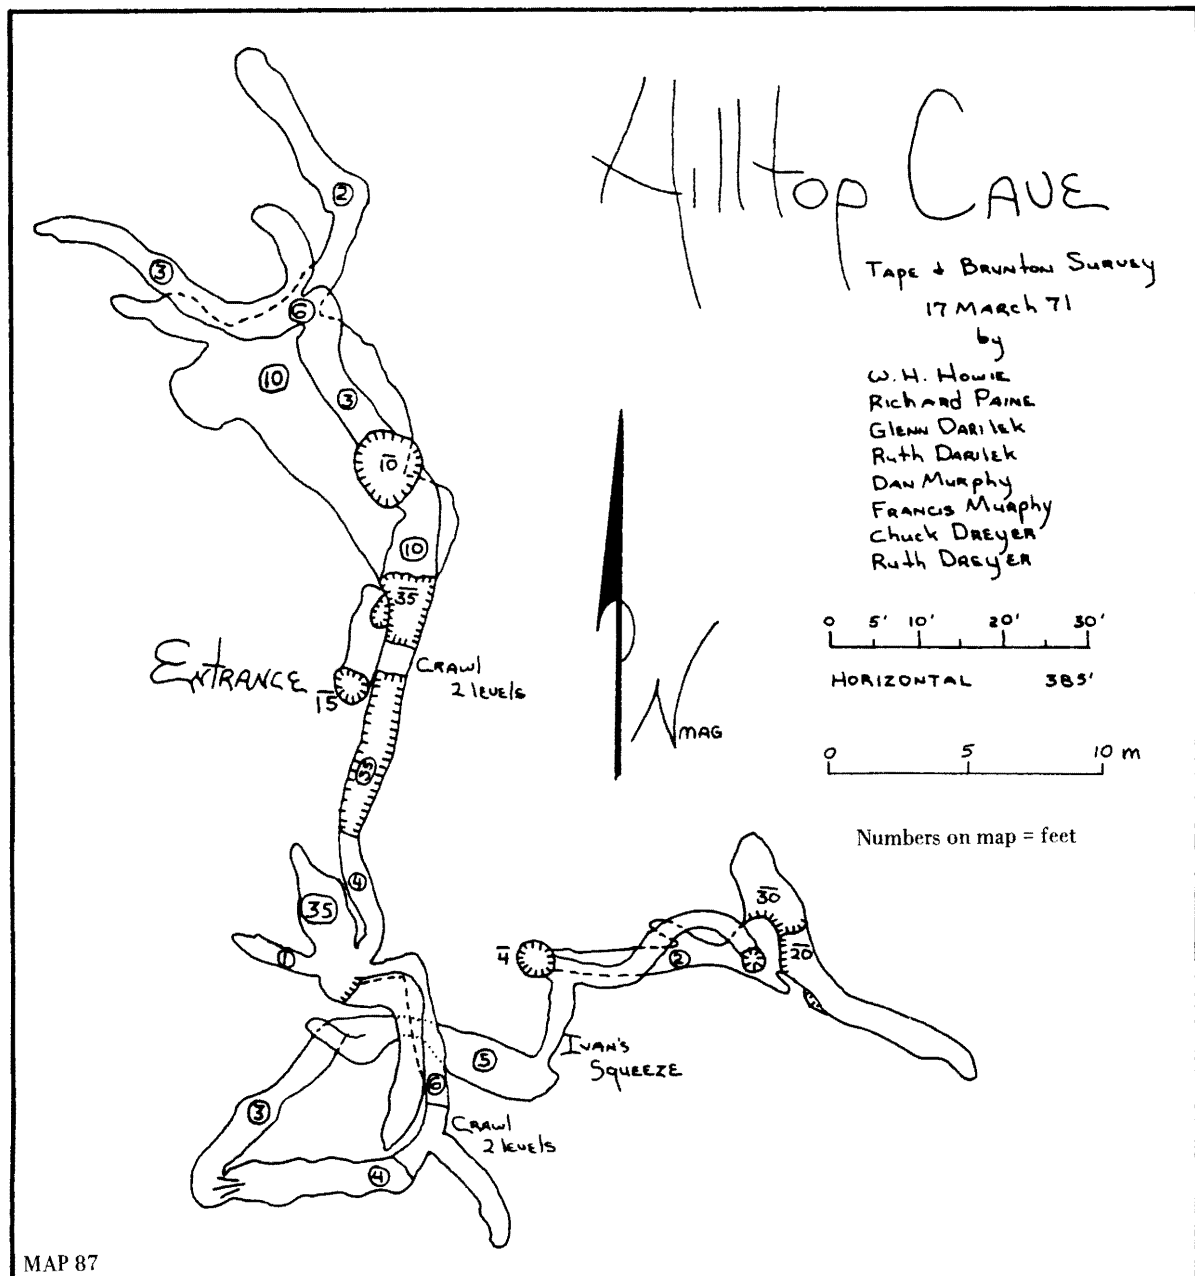 Hilltop CAVE
TAPE & BRUNTON SURVEY
17 MARCH 71
by
W. H. HOWIE
RICHARD PAINE
GLENN DARILEK
RUTH DARILEK
DAN MURPHY
FRANCIS MURPHY
CHUCK DREYER
RUTH DREYER
0 5' 10' 20' 30'
HORIZONTAL 385'
0 5 10 m
Numbers on map = feet
N MAG
2
3
6
10
3
10
10
35
ENTRANCE
15
CRAWL
2 levels
35
4
35
1
4
2
30
20
5
IVAN'S
SQUEEZE
6
3
CRAWL
2 levels
4
MAP 87